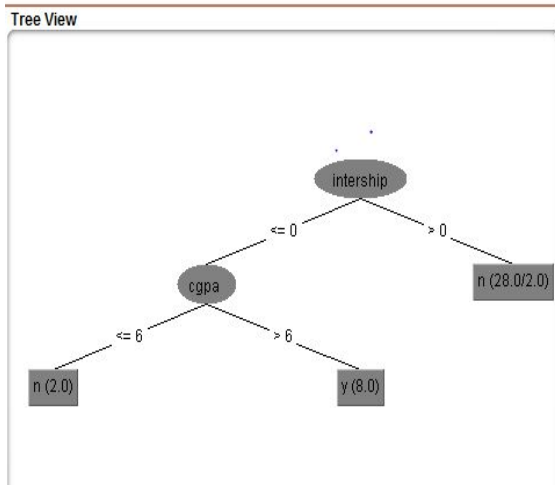 Tree View
intership
<= 0
> 0
cgpa
n (28.0/2.0)
<= 6
> 6
n (2.0)
y (8.0)